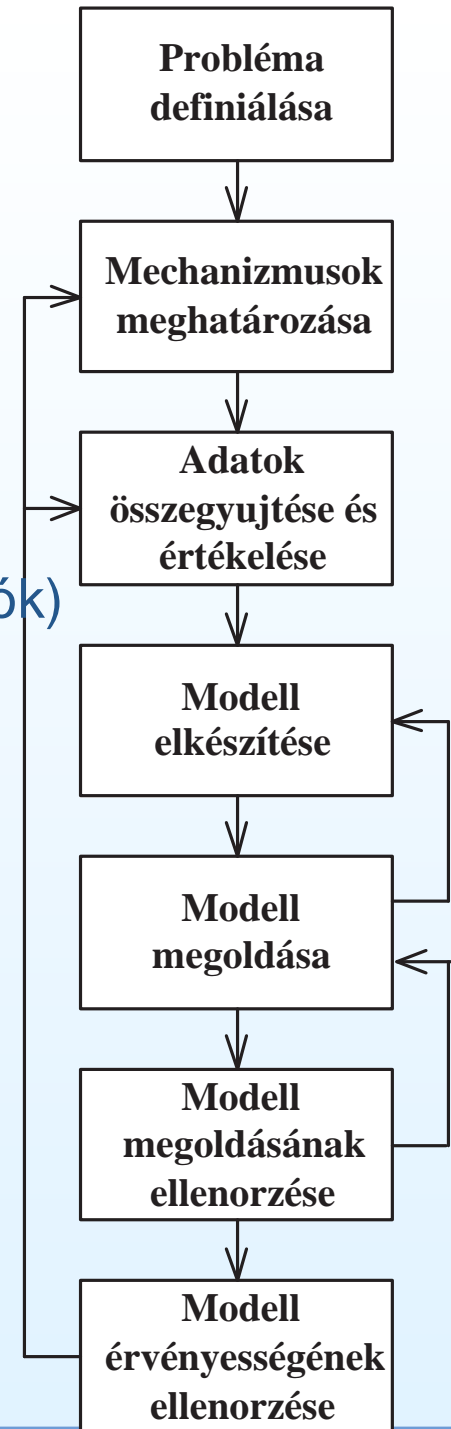 Probléma
definiálása
Mechanizmusok
meghatározása
Adatok
összegyujtése és
értékelése
ók)
Modell
elkészítése
Modell
megoldása
Modell
megoldásának
ellenorzése
Modell
érvényességének
ellenorzése